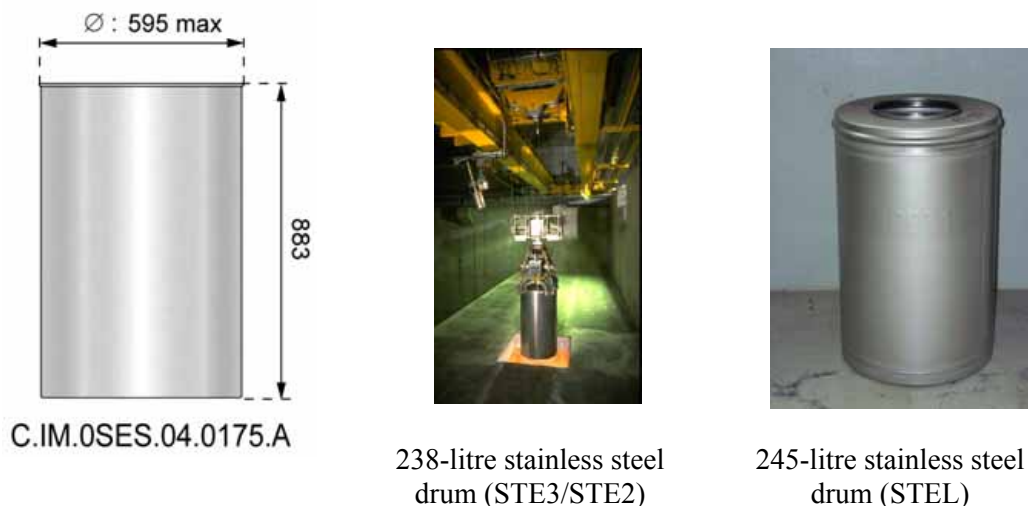 Ø : 595 max
883
C.IM.0SES.04.0175.A
238-litre stainless steel
drum (STE3/STE2)
245-litre stainless steel
drum (STEL)